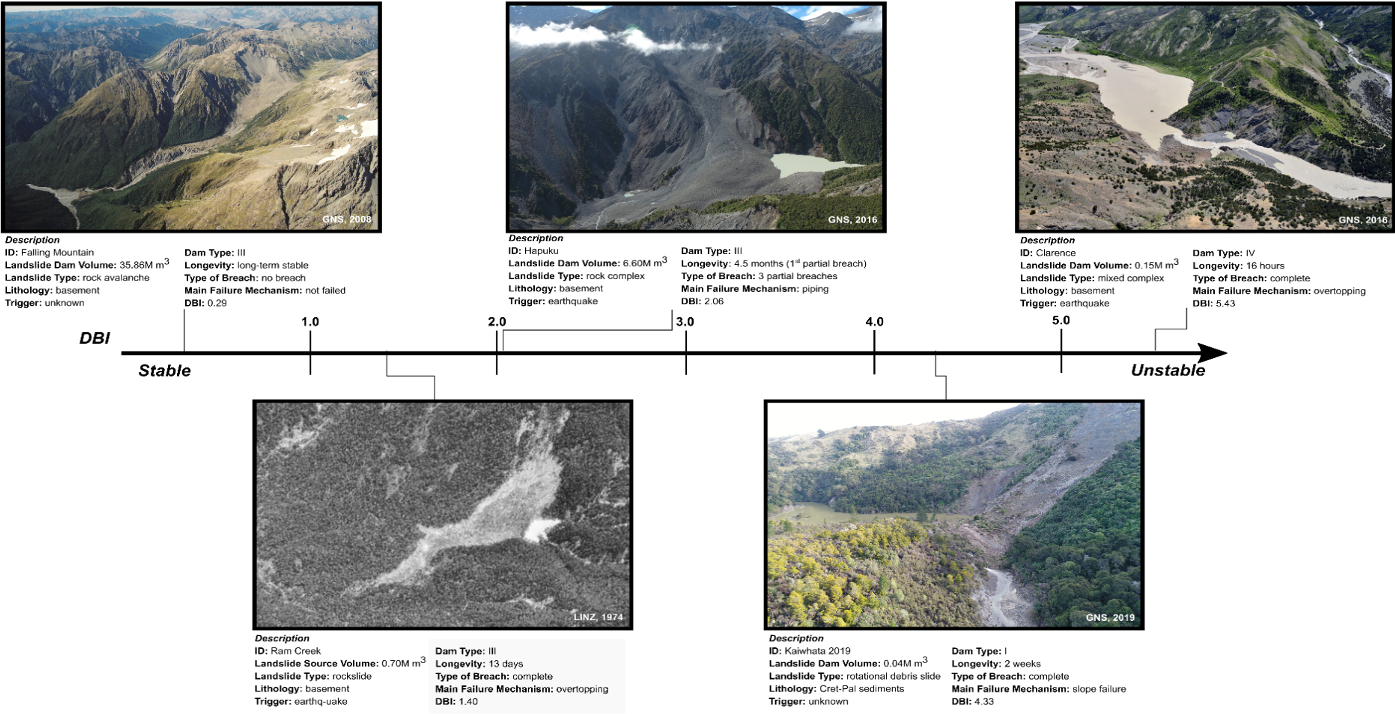 GNS, 2008
GNS, 2016
GNS, 2016
Description
ID: Falling Mountain
Landslide Dam Volume: 35.86M m3
Landslide Type: rock avalanche
Lithology: basement
Trigger: unknown
Dam Type: III
Longevity: long-term stable
Type of Breach: no breach
Main Failure Mechanism: not failed
DBI: 0.29
Description
ID: Hapuku
Landslide Dam Volume: 6.60M m3
Landslide Type: rock complex
Lithology: basement
Trigger: earthquake
Dam Type: III
Longevity: 4.5 months (1st partial breach)
Type of Breach: 3 partial breaches
Main Failure Mechanism: piping
DBI: 2.06
Description
ID: Clarence
Landslide Dam Volume: 0.15M m3
Landslide Type: mixed complex
Lithology: basement
Trigger: earthquake
Dam Type: IV
Longevity: 16 hours
Type of Breach: complete
Main Failure Mechanism: overtopping
DBI: 5.43
DBI
1.0
2.0
3.0
4.0
5.0
Stable
Unstable
LINZ, 1974
GNS, 2019
Description
ID: Ram Creek
Landslide Source Volume: 0.70M m3
Landslide Type: rockslide
Lithology: basement
Trigger: earthq-uake
Dam Type: III
Longevity: 13 days
Type of Breach: complete
Main Failure Mechanism: overtopping
DBI: 1.40
Description
ID: Kaiwhata 2019
Landslide Dam Volume: 0.04M m3
Landslide Type: rotational debris slide
Lithology: Cret-Pal sediments
Trigger: unknown
Dam Type: I
Longevity: 2 weeks
Type of Breach: complete
Main Failure Mechanism: slope failure
DBI: 4.33